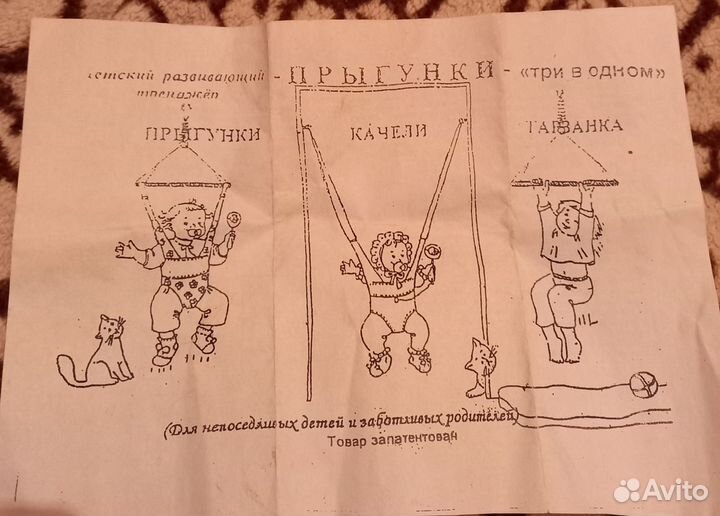 етский развивающий - ПРЫГУНКИ - «три в одном»
тренажёр
ПРЫГУНКИ КАЧЕЛИ ТАРЗАНКА
(Для непоседливых детей и заботливых родителей)
Товар запатентован
Avito